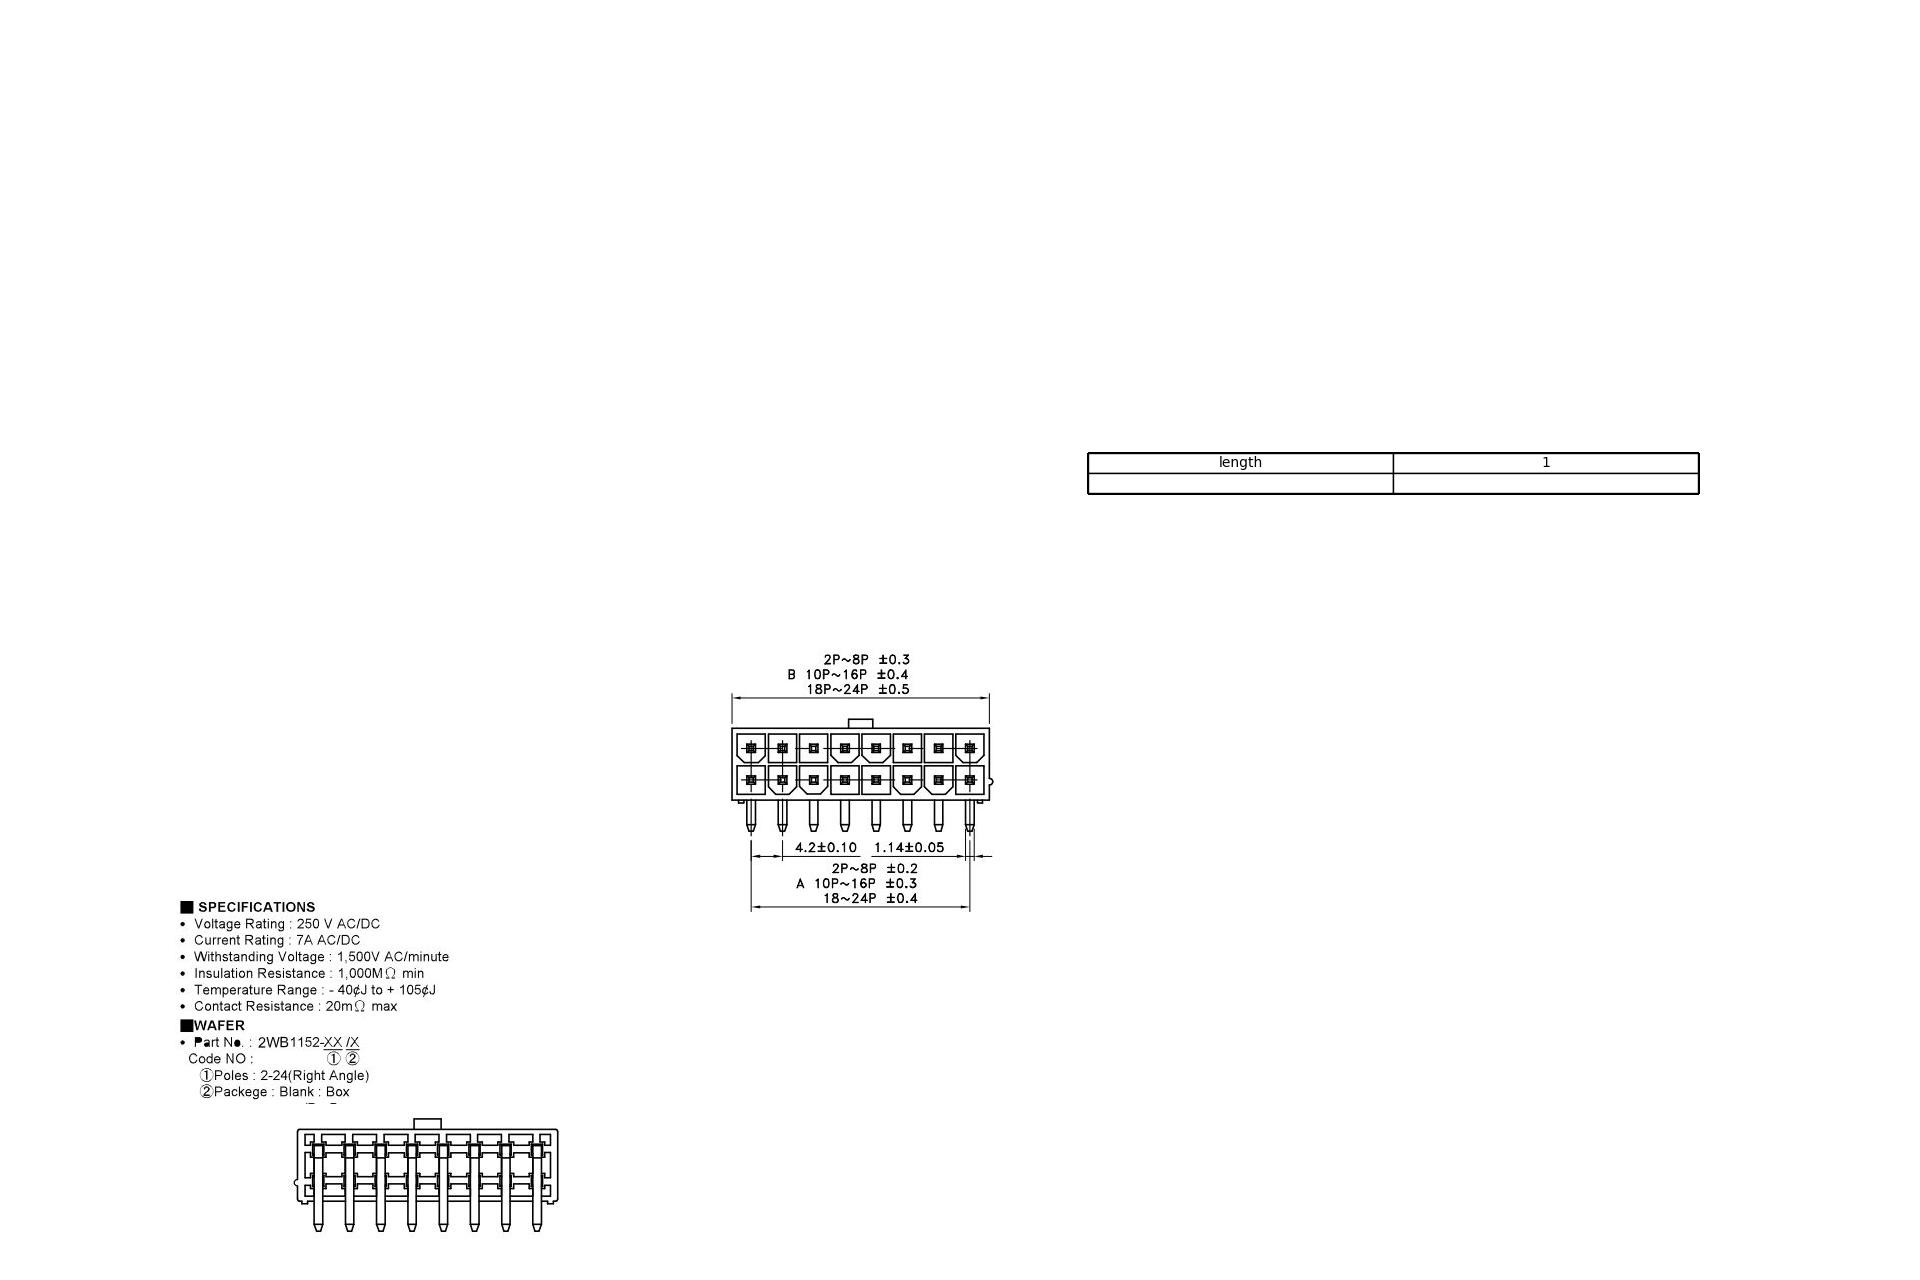 length 1
2P~8P ±0.3
B 10P~16P ±0.4
18P~24P ±0.5
4.2±0.10 1.14±0.05
2P~8P ±0.2
A 10P~16P ±0.3
18~24P ±0.4
■ SPECIFICATIONS
• Voltage Rating : 250 V AC/DC
• Current Rating : 7A AC/DC
• Withstanding Voltage : 1,500V AC/minute
• Insulation Resistance : 1,000MΩ min
• Temperature Range : - 40¢J to + 105¢J
• Contact Resistance : 20mΩ max
■WAFER
• Part No. : 2WB1152-XX /X
Code NO : ① ②
①Poles : 2-24(Right Angle)
②Packege : Blank : Box